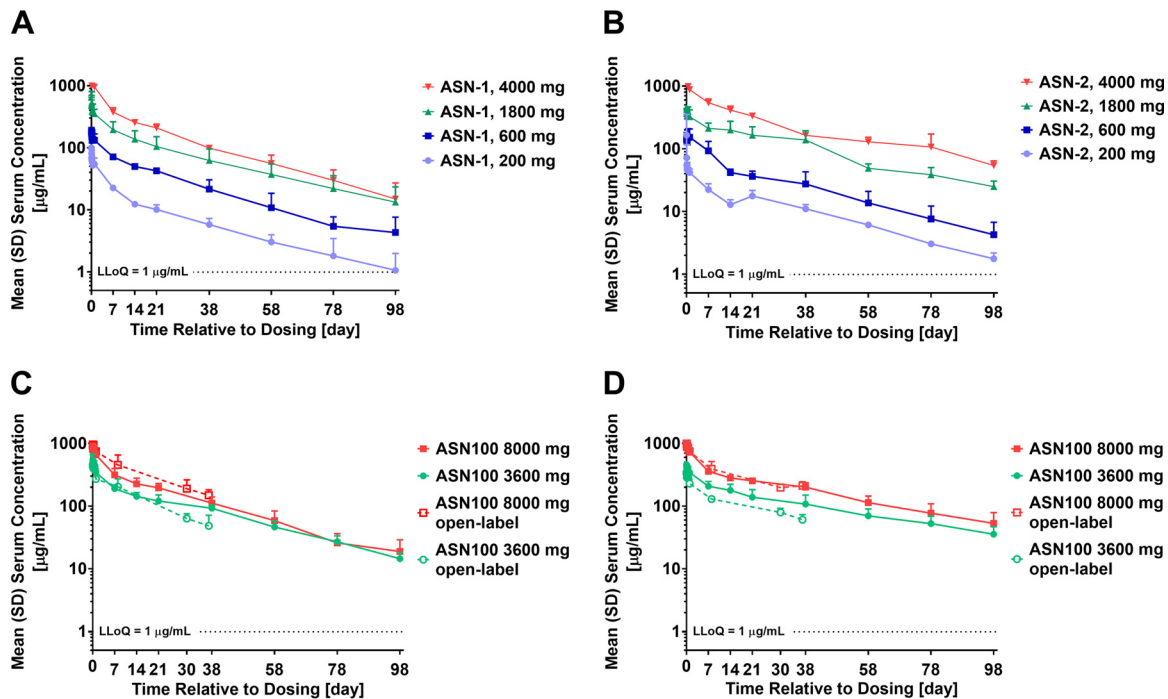 A
Mean (SD) Serum Concentration
[µg/mL]
1000
100
10
1
LLoQ = 1 µg/mL
0 7 14 21 38 58 78 98
Time Relative to Dosing [day]
ASN-1, 4000 mg
ASN-1, 1800 mg
ASN-1, 600 mg
ASN-1, 200 mg
B
Mean (SD) Serum Concentration
[µg/mL]
1000
100
10
1
LLoQ = 1 µg/mL
0 7 14 21 38 58 78 98
Time Relative to Dosing [day]
ASN-2, 4000 mg
ASN-2, 1800 mg
ASN-2, 600 mg
ASN-2, 200 mg
C
Mean (SD) Serum Concentration
[µg/mL]
1000
100
10
1
LLoQ = 1 µg/mL
0 7 14 21 30 38 58 78 98
Time Relative to Dosing [day]
ASN100 8000 mg
ASN100 3600 mg
ASN100 8000 mg
open-label
ASN100 3600 mg
open-label
D
Mean (SD) Serum Concentration
[µg/mL]
1000
100
10
1
LLoQ = 1 µg/mL
0 7 14 21 30 38 58 78 98
Time Relative to Dosing [day]
ASN100 8000 mg
ASN100 3600 mg
ASN100 8000 mg
open-label
ASN100 3600 mg
open-label